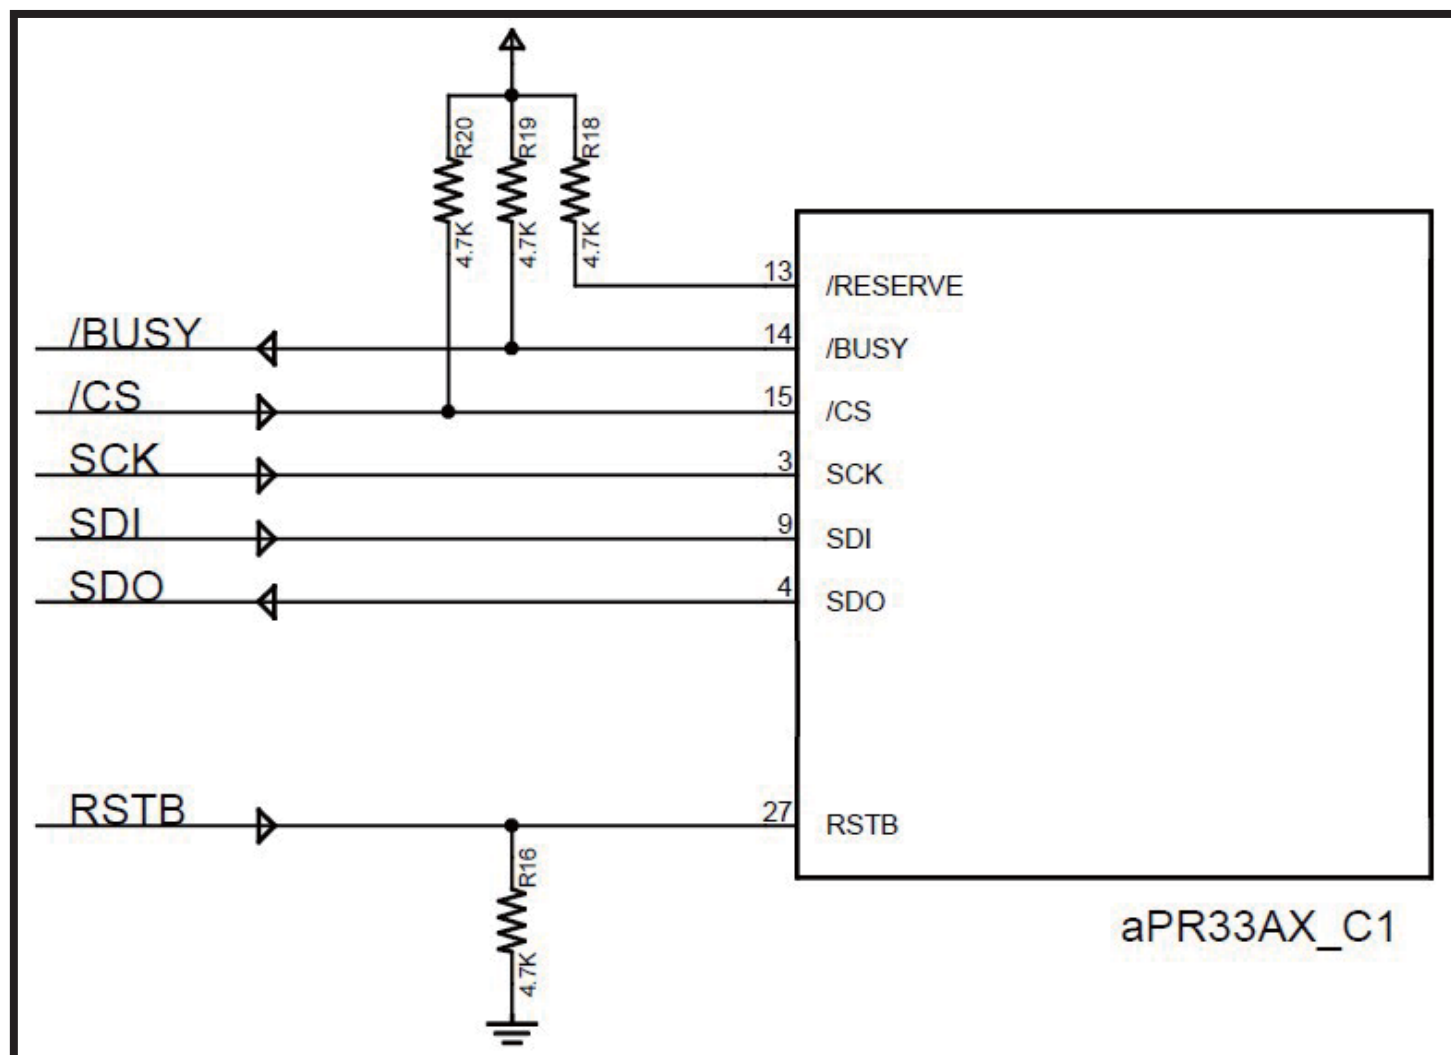 R20
R19
R18
4.7K
4.7K
4.7K
13
/RESERVE
/BUSY
14
/BUSY
/CS
15
/CS
SCK
3
SCK
SDI
9
SDI
SDO
4
SDO
RSTB
27
RSTB
R16
4.7K
aPR33AX_C1